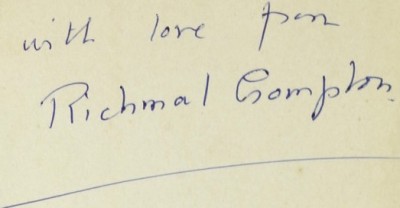 with love from
Richmal Crompton